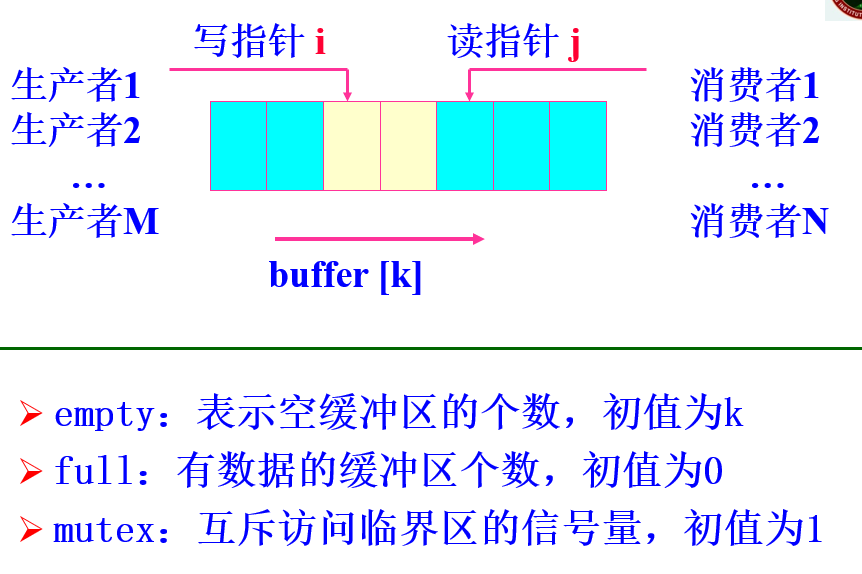 写指针 i
读指针 j
生产者1
生产者2
…
生产者M
消费者1
消费者2
…
消费者N
buffer [k]
empty：表示空缓冲区的个数，初值为k
full：有数据的缓冲区个数，初值为0
mutex：互斥访问临界区的信号量，初值为1